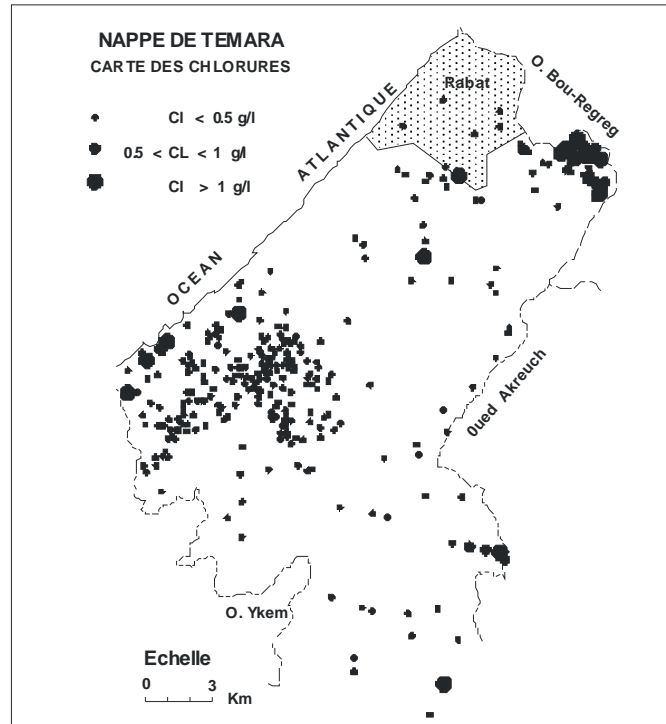 NAPPE DE TEMARA
CARTE DES CHLORURES
Cl < 0.5 g/l
0.5 < CL < 1 g/l
Cl > 1 g/l
Rabat
O. Bou-Regreg
OCEAN ATLANTIQUE
Oued Akreuch
O. Ykem
Echelle
0 3
Km